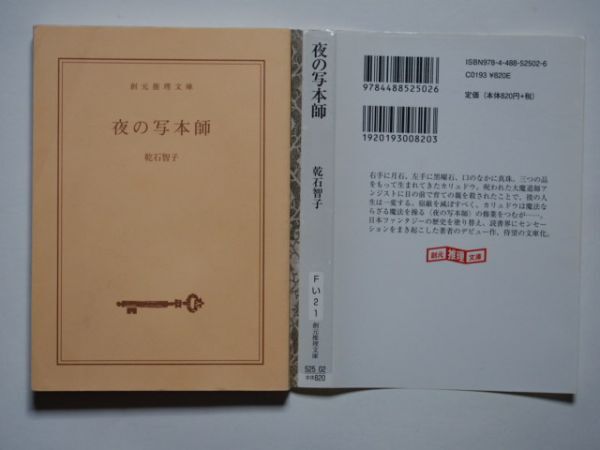 創元推理文庫
夜の写本師
乾石智子
夜の写本師
乾石智子
Fい21
創元推理文庫
525 02
本体820
ISBN978-4-488-52502-6
C0193 ¥820E
定価（本体820円+税）
9784488525026
1920193008203
右手に月石、左手に黒曜石、口のなかに真珠。三つの品
をもって生まれてきたカリュドウ。呪われた大魔道師アン
ジストに目の前で育ての親を殺されたことで、彼の人
生は一変する。宿敵を滅ぼすべく、カリュドウは魔法な
らざる魔法を操る〈夜の写本師〉の修業をつむが……。
日本ファンタジーの歴史を塗り替え、読書界にセンセー
ションをまき起こした著者のデビュー作、待望の文庫化。
創元推理文庫